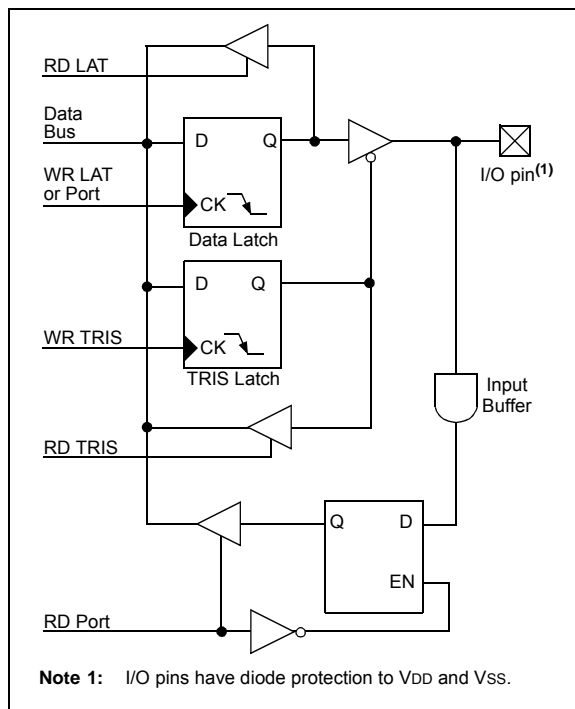 RD LAT
Data
Bus
D Q
I/O pin(1)
WR LAT
or Port
CK
Data Latch
D Q
WR TRIS
CK
TRIS Latch
Input
Buffer
RD TRIS
Q D
EN
RD Port
Note 1: I/O pins have diode protection to VDD and VSS.